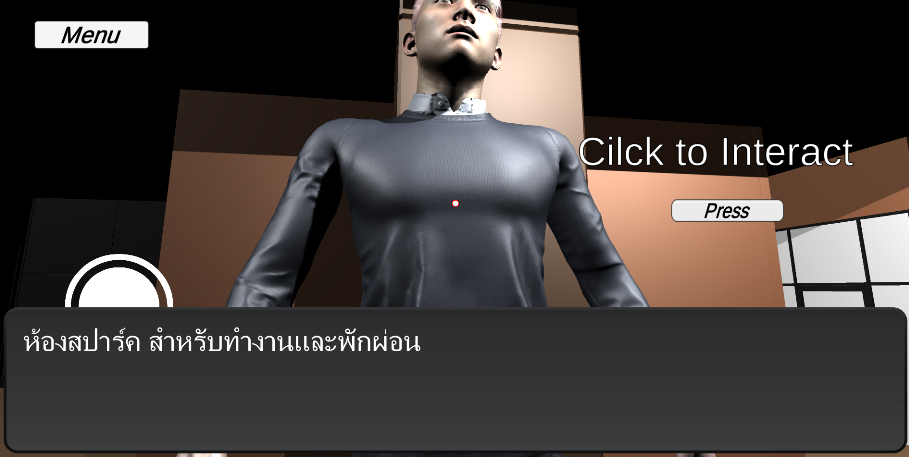 Menu
Cilck to Interact
Press
ห้องสปาร์ค สำหรับทำงานและพักผ่อน